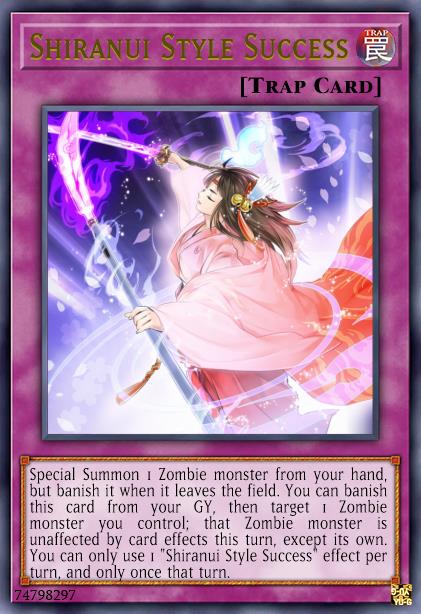 Shiranui Style Success
TRAP
罠
[Trap Card]
Special Summon 1 Zombie monster from your hand,
but banish it when it leaves the field. You can banish
this card from your GY, then target 1 Zombie
monster you control; that Zombie monster is
unaffected by card effects this turn, except its own.
You can only use 1 "Shiranui Style Success" effect per
turn, and only once that turn.
74798297